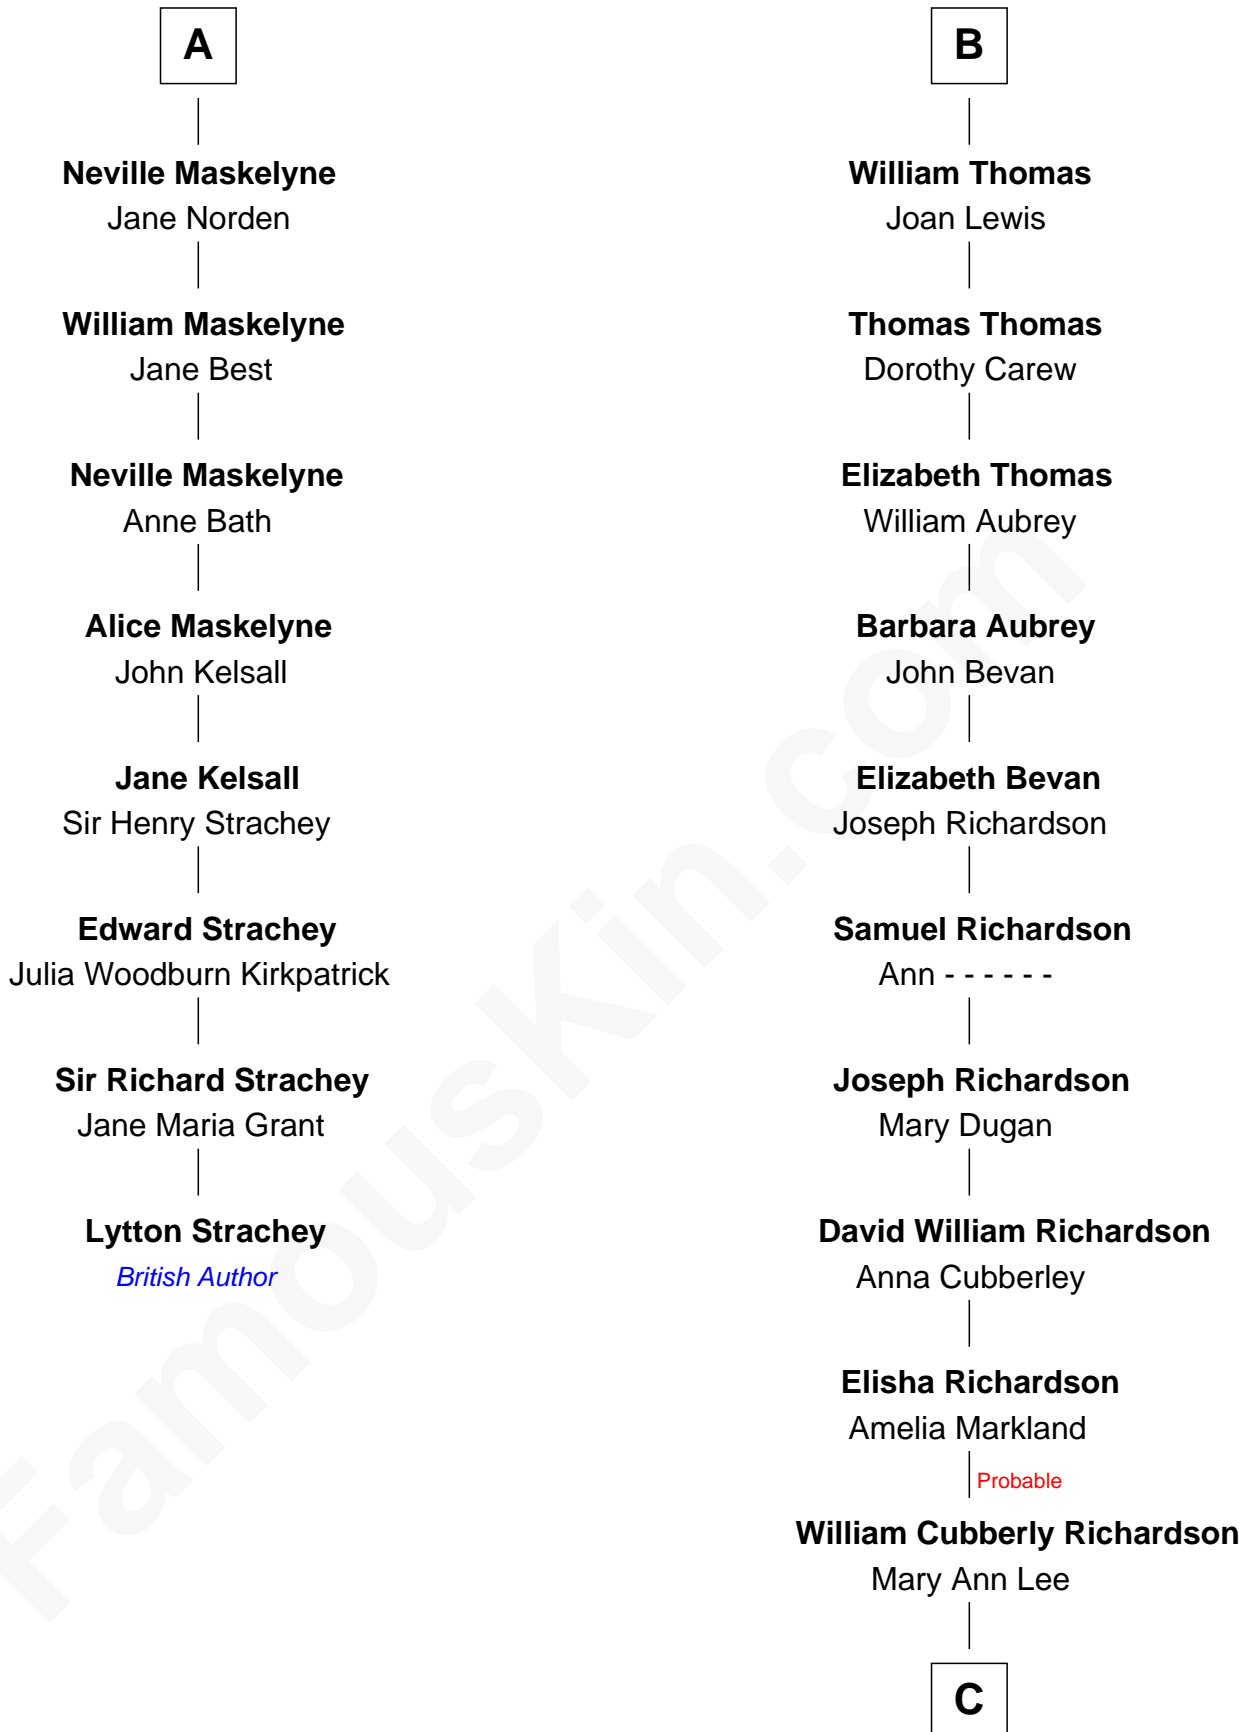 A
Neville Maskelyne
Jane Norden
William Maskelyne
Jane Best
Neville Maskelyne
Anne Bath
Alice Maskelyne
John Kelsall
Jane Kelsall
Sir Henry Strachey
Edward Strachey
Julia Woodburn Kirkpatrick
Sir Richard Strachey
Jane Maria Grant
Lytton Strachey
British Author
B
William Thomas
Joan Lewis
Thomas Thomas
Dorothy Carew
Elizabeth Thomas
William Aubrey
Barbara Aubrey
John Bevan
Elizabeth Bevan
Joseph Richardson
Samuel Richardson
Ann - - - - - -
Joseph Richardson
Mary Dugan
David William Richardson
Anna Cubberley
Elisha Richardson
Amelia Markland
Probable
William Cubberly Richardson
Mary Ann Lee
C
FamousKin.com